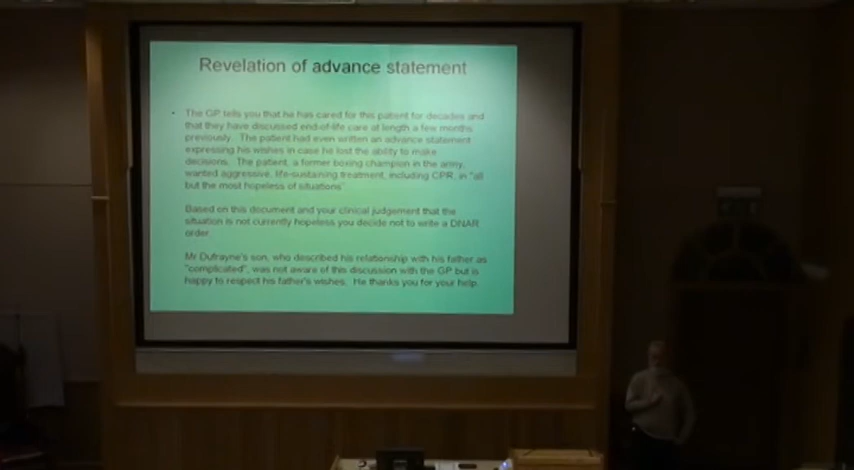 Revelation of advance statement
• The GP tells you that he has cared for this patient for decades and
that they have discussed end-of-life care at length a few months
previously. The patient had even written an advance statement
expressing his wishes in case he lost the ability to make
decisions. The patient, a former boxing champion in the army,
wanted aggressive, life-sustaining treatment, including CPR, in "all
but the most hopeless of situations"
Based on this document and your clinical judgement that the
situation is not currently hopeless you decide not to write a DNAR
order.
Mr Dufrayne's son, who described his relationship with his father as
"complicated", was not aware of this discussion with the GP but is
happy to respect his father's wishes. He thanks you for your help.